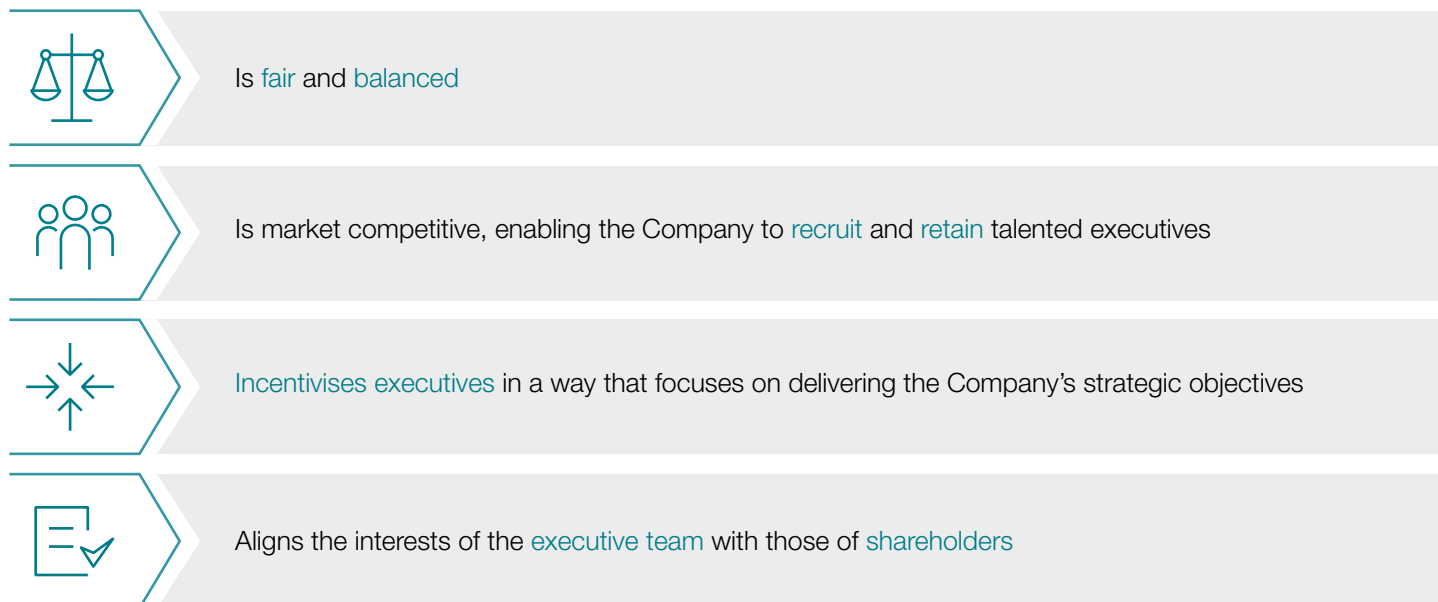 Is fair and balanced
Is market competitive, enabling the Company to recruit and retain talented executives
Incentivises executives in a way that focuses on delivering the Company’s strategic objectives
Aligns the interests of the executive team with those of shareholders